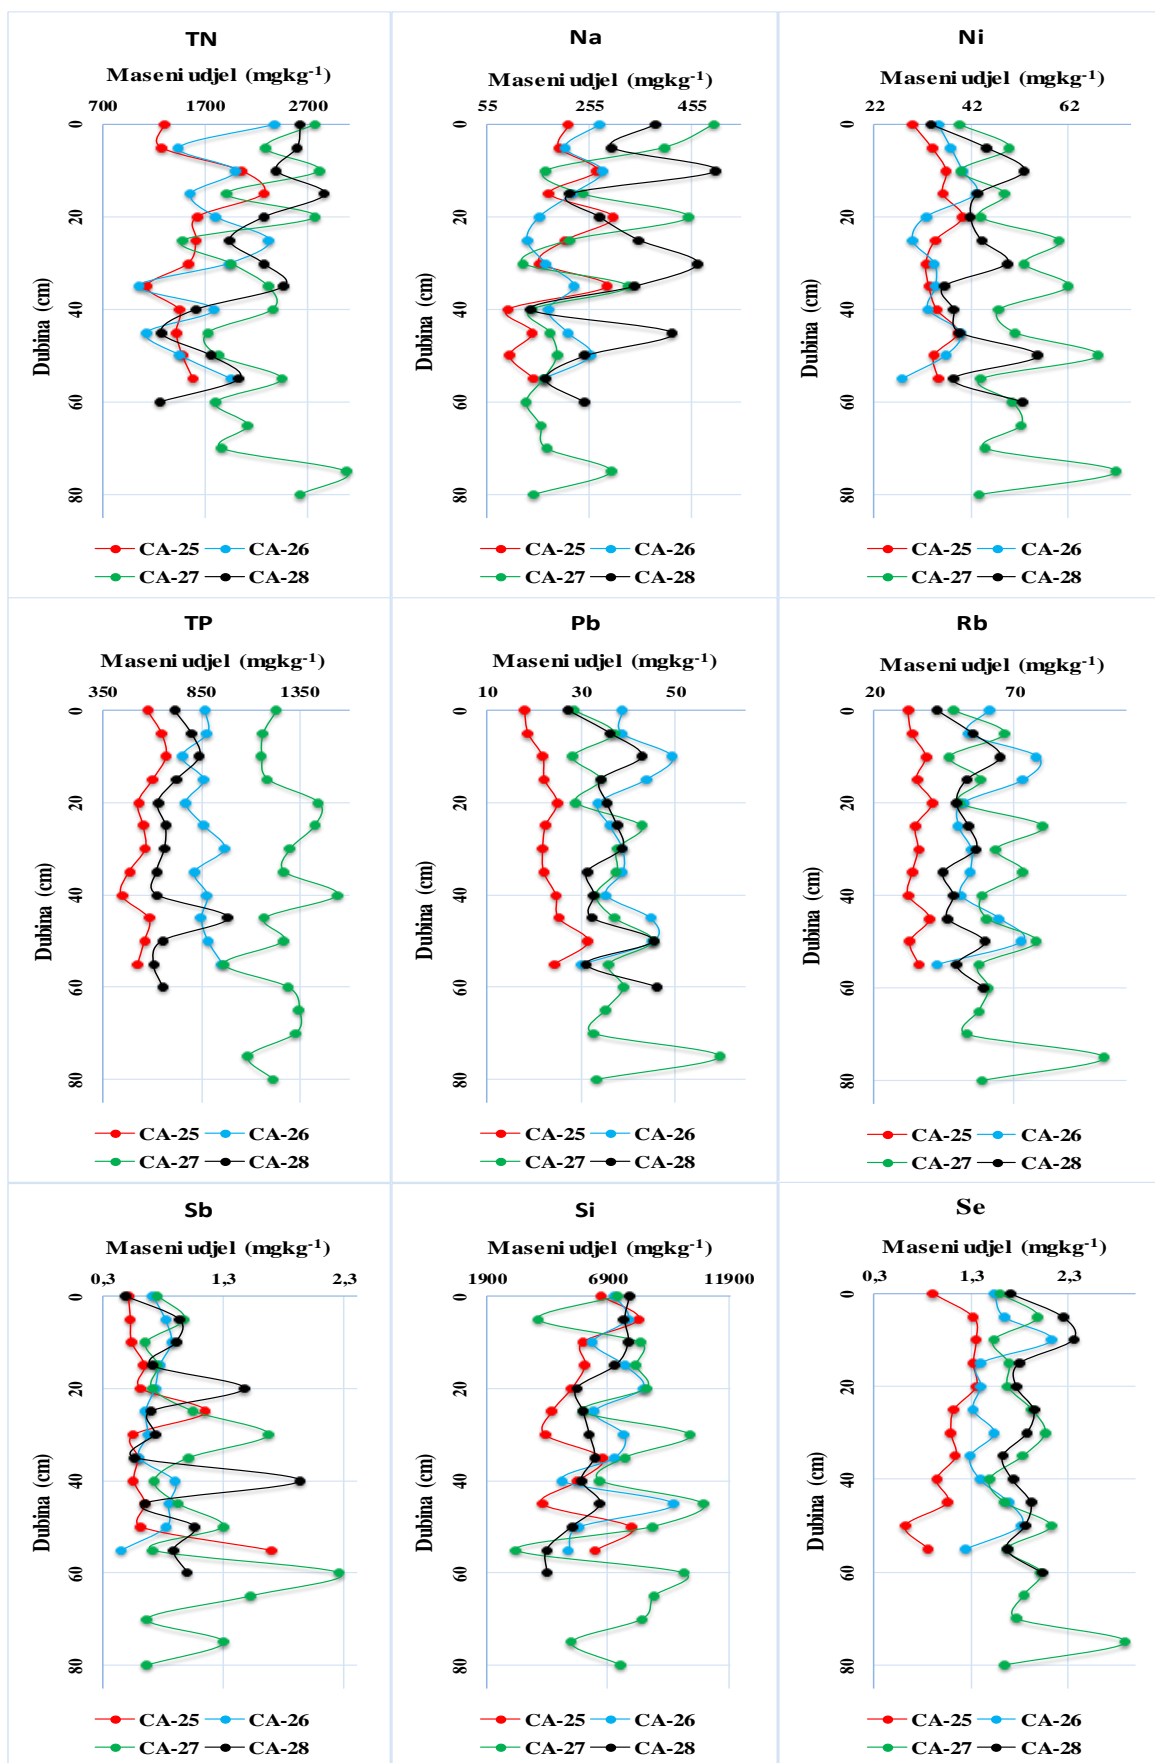 TN
Maseni udjel (mgkg-1)
700 1700 2700
0
20
40
60
80
Dubina (cm)
CA-25 CA-26
CA-27 CA-28
Na
Maseni udjel (mgkg-1)
55 255 455
0
20
40
60
80
Dubina (cm)
CA-25 CA-26
CA-27 CA-28
Ni
Maseni udjel (mgkg-1)
22 42 62
0
20
40
60
80
Dubina (cm)
CA-25 CA-26
CA-27 CA-28
TP
Maseni udjel (mgkg-1)
350 850 1350
0
20
40
60
80
Dubina (cm)
CA-25 CA-26
CA-27 CA-28
Pb
Maseni udjel (mgkg-1)
10 30 50
0
20
40
60
80
Dubina (cm)
CA-25 CA-26
CA-27 CA-28
Rb
Maseni udjel (mgkg-1)
20 70
0
20
40
60
80
Dubina (cm)
CA-25 CA-26
CA-27 CA-28
Sb
Maseni udjel (mgkg-1)
0,3 1,3 2,3
0
20
40
60
80
Dubina (cm)
CA-25 CA-26
CA-27 CA-28
Si
Maseni udjel (mgkg-1)
1900 6900 11900
0
20
40
60
80
Dubina (cm)
CA-25 CA-26
CA-27 CA-28
Se
Maseni udjel (mgkg-1)
0,3 1,3 2,3
0
20
40
60
80
Dubina (cm)
CA-25 CA-26
CA-27 CA-28